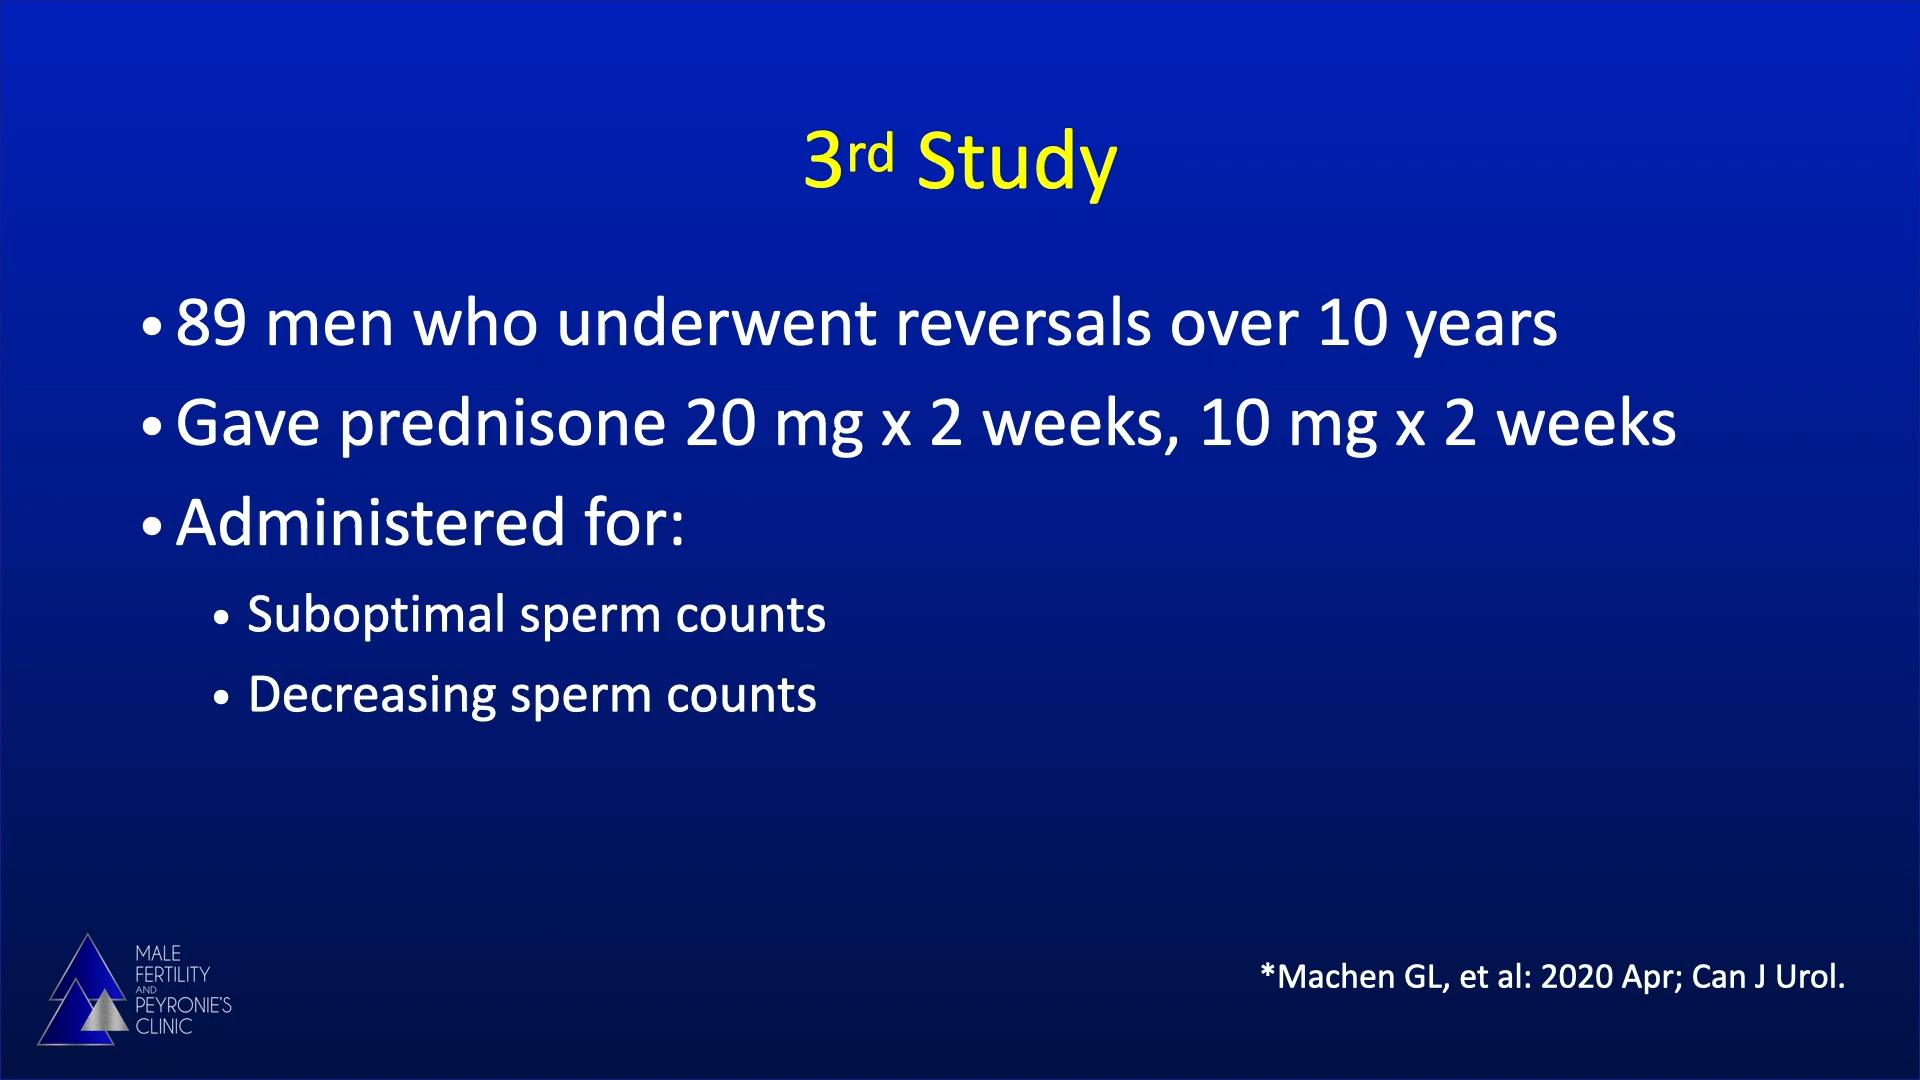 3rd Study
• 89 men who underwent reversals over 10 years
• Gave prednisone 20 mg x 2 weeks, 10 mg x 2 weeks
• Administered for:
• Suboptimal sperm counts
• Decreasing sperm counts
MALE
FERTILITY
AND
PEYRONIE'S
CLINIC
*Machen GL, et al: 2020 Apr; Can J Urol.